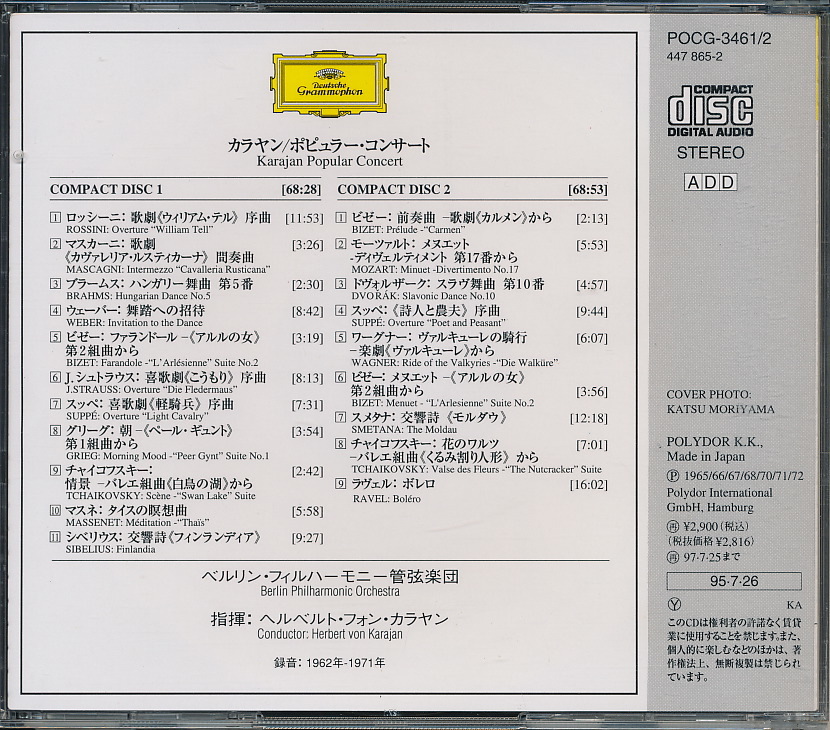 Deutsche
Grammophon
カラヤン/ポピュラー・コンサート
Karajan Popular Concert
COMPACT DISC 1 [68:28]
1 ロッシーニ: 歌劇《ウィリアム・テル》 序曲 [11:53]
ROSSINI: Overture "William Tell"
2 マスカーニ: 歌劇 [3:26]
《カヴァレリア・ルスティカーナ》 間奏曲
MASCAGNI: Intermezzo "Cavalleria Rusticana"
3 ブラームス: ハンガリー舞曲 第5番 [2:30]
BRAHMS: Hungarian Dance No.5
4 ウェーバー: 舞踏への招待 [8:42]
WEBER: Invitation to the Dance
5 ビゼー: ファランドール -《アルルの女》 [3:19]
第2組曲から
BIZET: Farandole -"L'Arlésienne" Suite No.2
6 J.シュトラウス: 喜歌劇《こうもり》 序曲 [8:13]
J.STRAUSS: Overture "Die Fledermaus"
7 スッペ: 喜歌劇《軽騎兵》 序曲 [7:31]
SUPPÉ: Overture "Light Cavalry"
8 グリーグ: 朝 -《ペール・ギュント》 [3:54]
第1組曲から
GRIEG: Morning Mood -"Peer Gynt" Suite No.1
9 チャイコフスキー: [2:42]
情景 -バレエ組曲《白鳥の湖》から
TCHAIKOVSKY: Scène -"Swan Lake" Suite
10 マスネ: タイスの瞑想曲 [5:58]
MASSENET: Méditation -"Thaïs"
11 シベリウス: 交響詩《フィンランディア》 [9:27]
SIBELIUS: Finlandia
COMPACT DISC 2 [68:53]
1 ビゼー: 前奏曲 -歌劇《カルメン》から [2:13]
BIZET: Prélude -"Carmen"
2 モーツァルト: メヌエット [5:53]
-ディヴェルティメント 第17番から
MOZART: Minuet -Divertimento No.17
3 ドヴォルザーク: スラヴ舞曲 第10番 [4:57]
DVOŘÁK: Slavonic Dance No.10
4 スッペ: 《詩人と農夫》 序曲 [9:44]
SUPPÉ: Overture "Poet and Peasant"
5 ワーグナー: ヴァルキューレの騎行 [6:07]
-楽劇《ヴァルキューレ》から
WAGNER: Ride of the Valkyries -"Die Walküre"
6 ビゼー: メヌエット -《アルルの女》
第2組曲から [3:56]
BIZET: Menuet -"L'Arlesienne" Suite No.2
7 スメタナ: 交響詩 《モルダウ》 [12:18]
SMETANA: The Moldau
8 チャイコフスキー: 花のワルツ [7:01]
-バレエ組曲《くるみ割り人形》 から
TCHAIKOVSKY: Valse des Fleurs -"The Nutcracker" Suite
9 ラヴェル: ボレロ [16:02]
RAVEL: Boléro
ベルリン・フィルハーモニー管弦楽団
Berlin Philharmonic Orchestra
指揮: ヘルベルト・フォン・カラヤン
Conductor: Herbert von Karajan
録音: 1962年-1971年
POCG-3461/2
447 865-2
COMPACT
disc
DIGITAL AUDIO
STEREO
ADD
COVER PHOTO:
KATSU MORIYAMA
POLYDOR K.K.,
Made in Japan
Ⓟ 1965/66/67/68/70/71/72
Polydor International
GmbH, Hamburg
再 ¥2,900 (税込)
(税抜価格 ¥2,816)
再 97·7·25まで
95·7·26
Ⓨ KA
このCDは権利者の許諾なく賃貸
業に使用することを禁じます。また、
個人的に楽しむなどのほかは、著
作権法上、無断複製は禁じられ
ています。